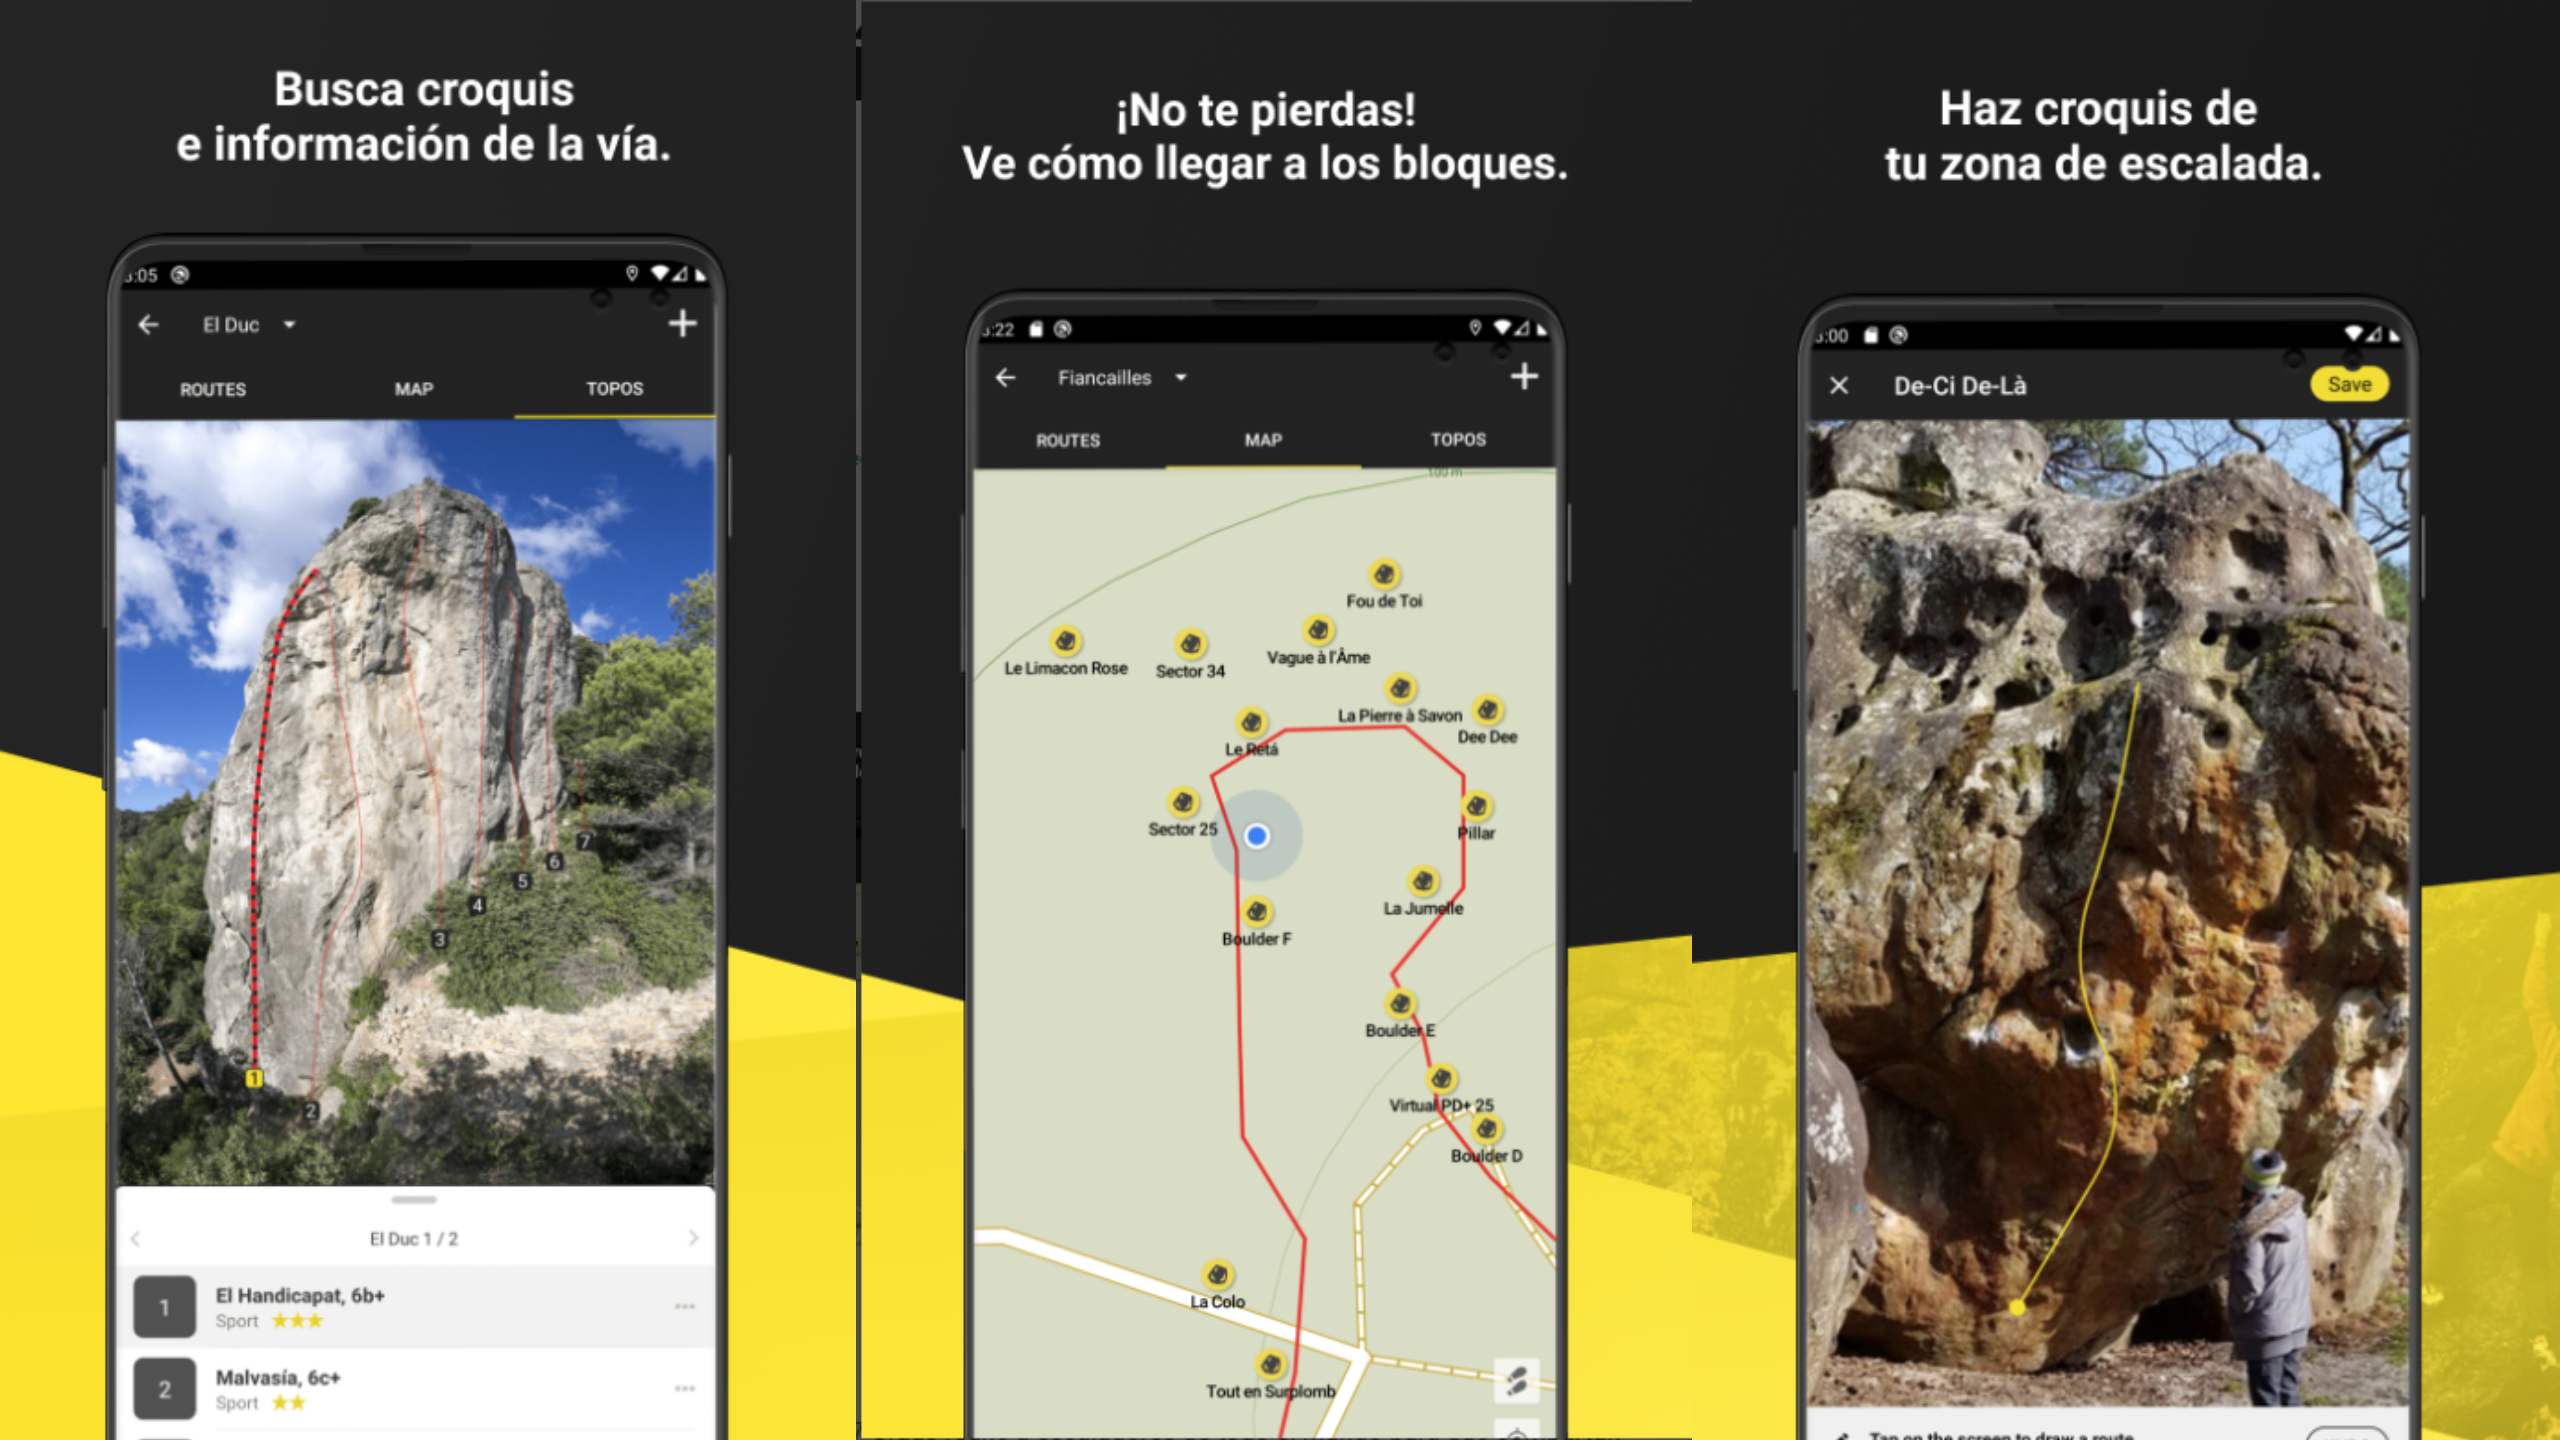 Busca croquis
e información de la vía.
:05
El Duc
ROUTES MAP TOPOS
1
2
3
4
5
6
7
El Duc 1 / 2
1
El Handicapat, 6b+
Sport
2
Malvasía, 6c+
Sport
¡No te pierdas!
Ve cómo llegar a los bloques.
:22
Fiancailles
ROUTES MAP TOPOS
100 m
Fou de Toi
Vague à l'Âme
Le Limacon Rose
Sector 34
La Pierre à Savon
Dee Dee
Le Retá
Sector 25
Pillar
La Jumelle
Boulder F
Boulder E
Virtual PD+ 25
Boulder D
La Colo
Tout en Surplomb
Haz croquis de
tu zona de escalada.
:00
De-Ci De-Là
Save
Tap on the screen to draw a route